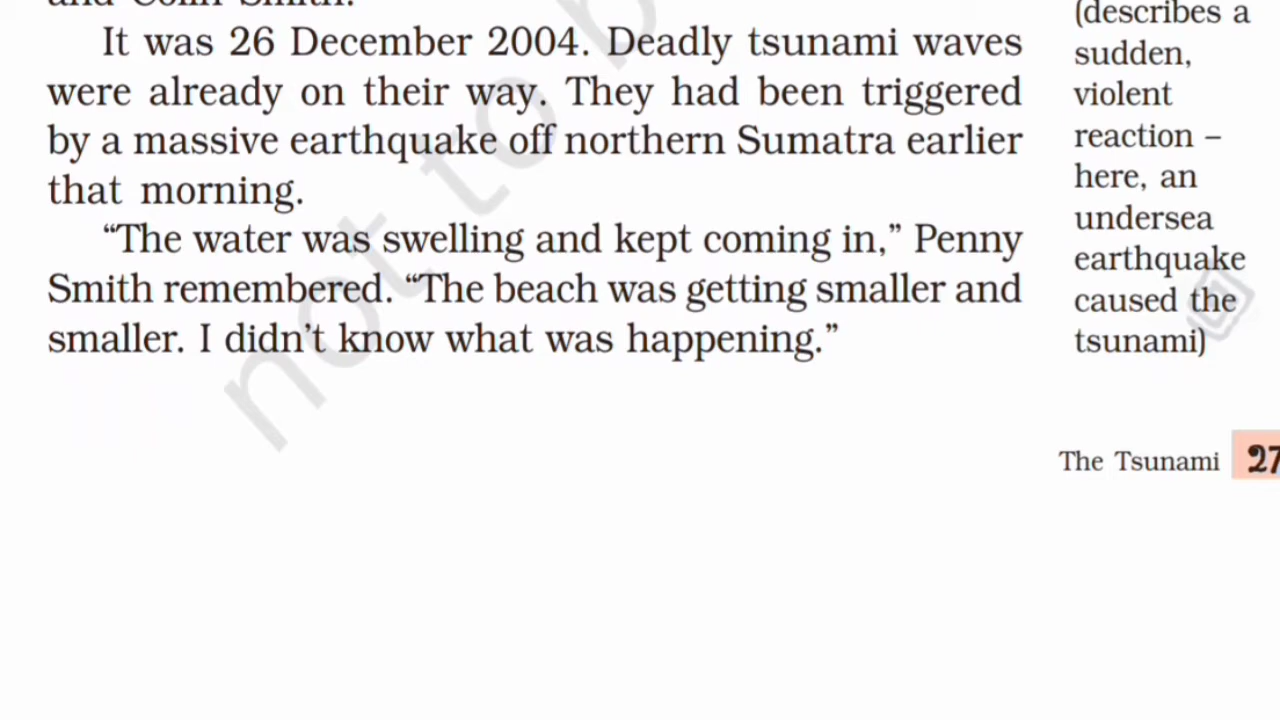 It was 26 December 2004. Deadly tsunami waves
were already on their way. They had been triggered
by a massive earthquake off northern Sumatra earlier
that morning.
“The water was swelling and kept coming in,” Penny
Smith remembered. “The beach was getting smaller and
smaller. I didn’t know what was happening.”
(describes a
sudden,
violent
reaction –
here, an
undersea
earthquake
caused the
tsunami)
The Tsunami 27
not to b